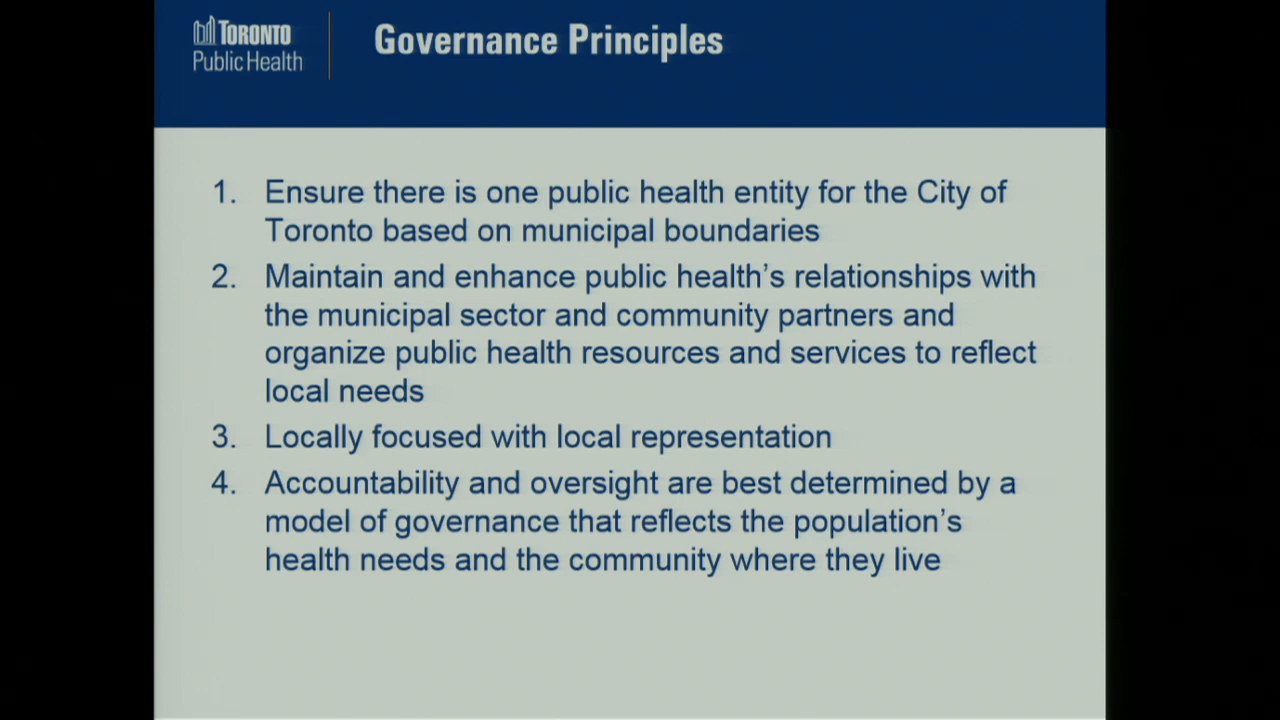 TORONTO
Public Health
Governance Principles
1. Ensure there is one public health entity for the City of
Toronto based on municipal boundaries
2. Maintain and enhance public health’s relationships with
the municipal sector and community partners and
organize public health resources and services to reflect
local needs
3. Locally focused with local representation
4. Accountability and oversight are best determined by a
model of governance that reflects the population’s
health needs and the community where they live